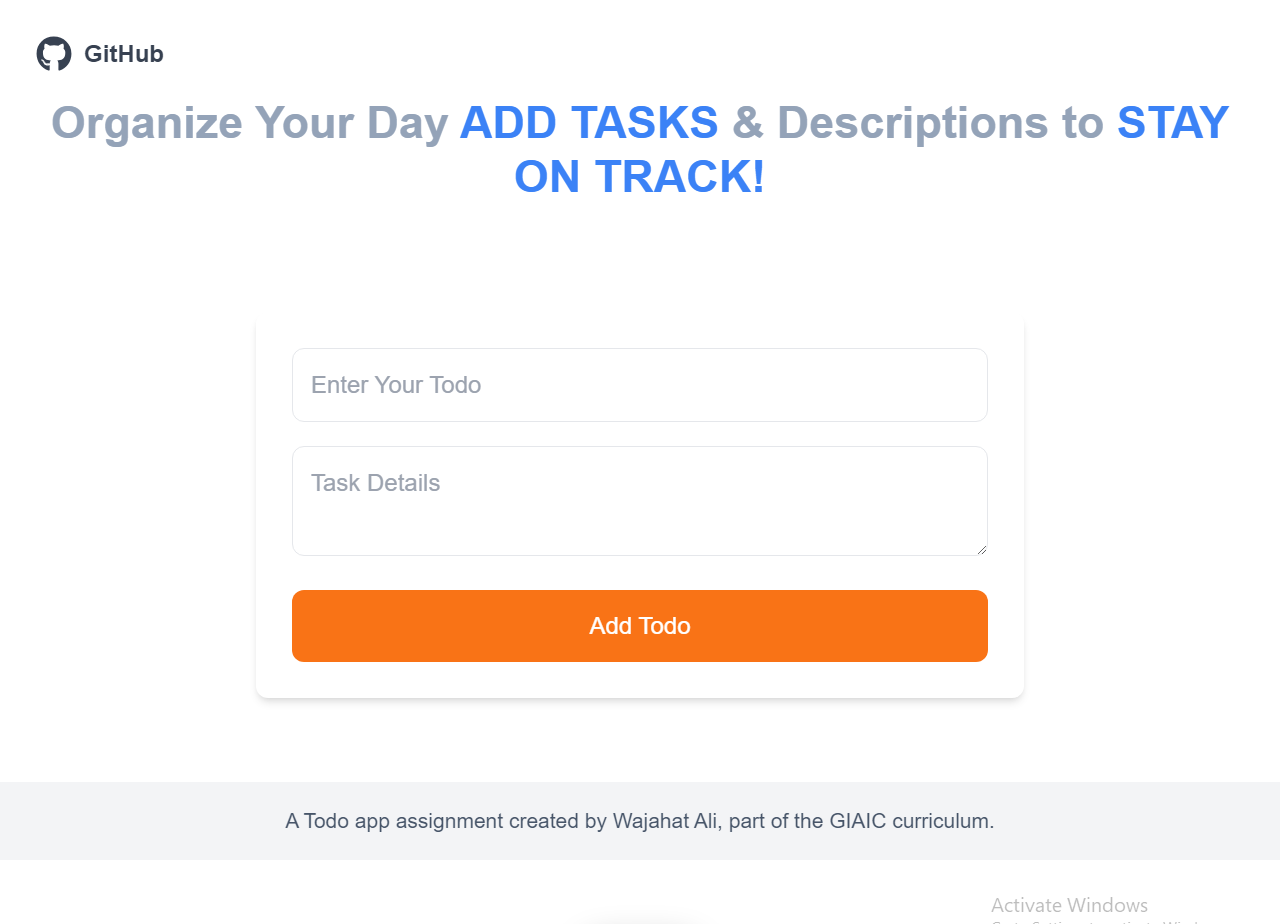 GitHub
Organize Your Day ADD TASKS & Descriptions to STAY
ON TRACK!
Enter Your Todo
Task Details
Add Todo
A Todo app assignment created by Wajahat Ali, part of the GIAIC curriculum.
Activate Windows